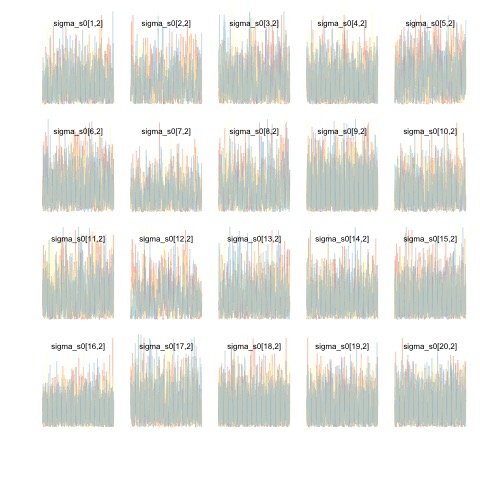 sigma_s0[1,2] sigma_s0[2,2] sigma_s0[3,2] sigma_s0[4,2] sigma_s0[5,2]
sigma_s0[6,2] sigma_s0[7,2] sigma_s0[8,2] sigma_s0[9,2] sigma_s0[10,2]
sigma_s0[11,2] sigma_s0[12,2] sigma_s0[13,2] sigma_s0[14,2] sigma_s0[15,2]
sigma_s0[16,2] sigma_s0[17,2] sigma_s0[18,2] sigma_s0[19,2] sigma_s0[20,2]